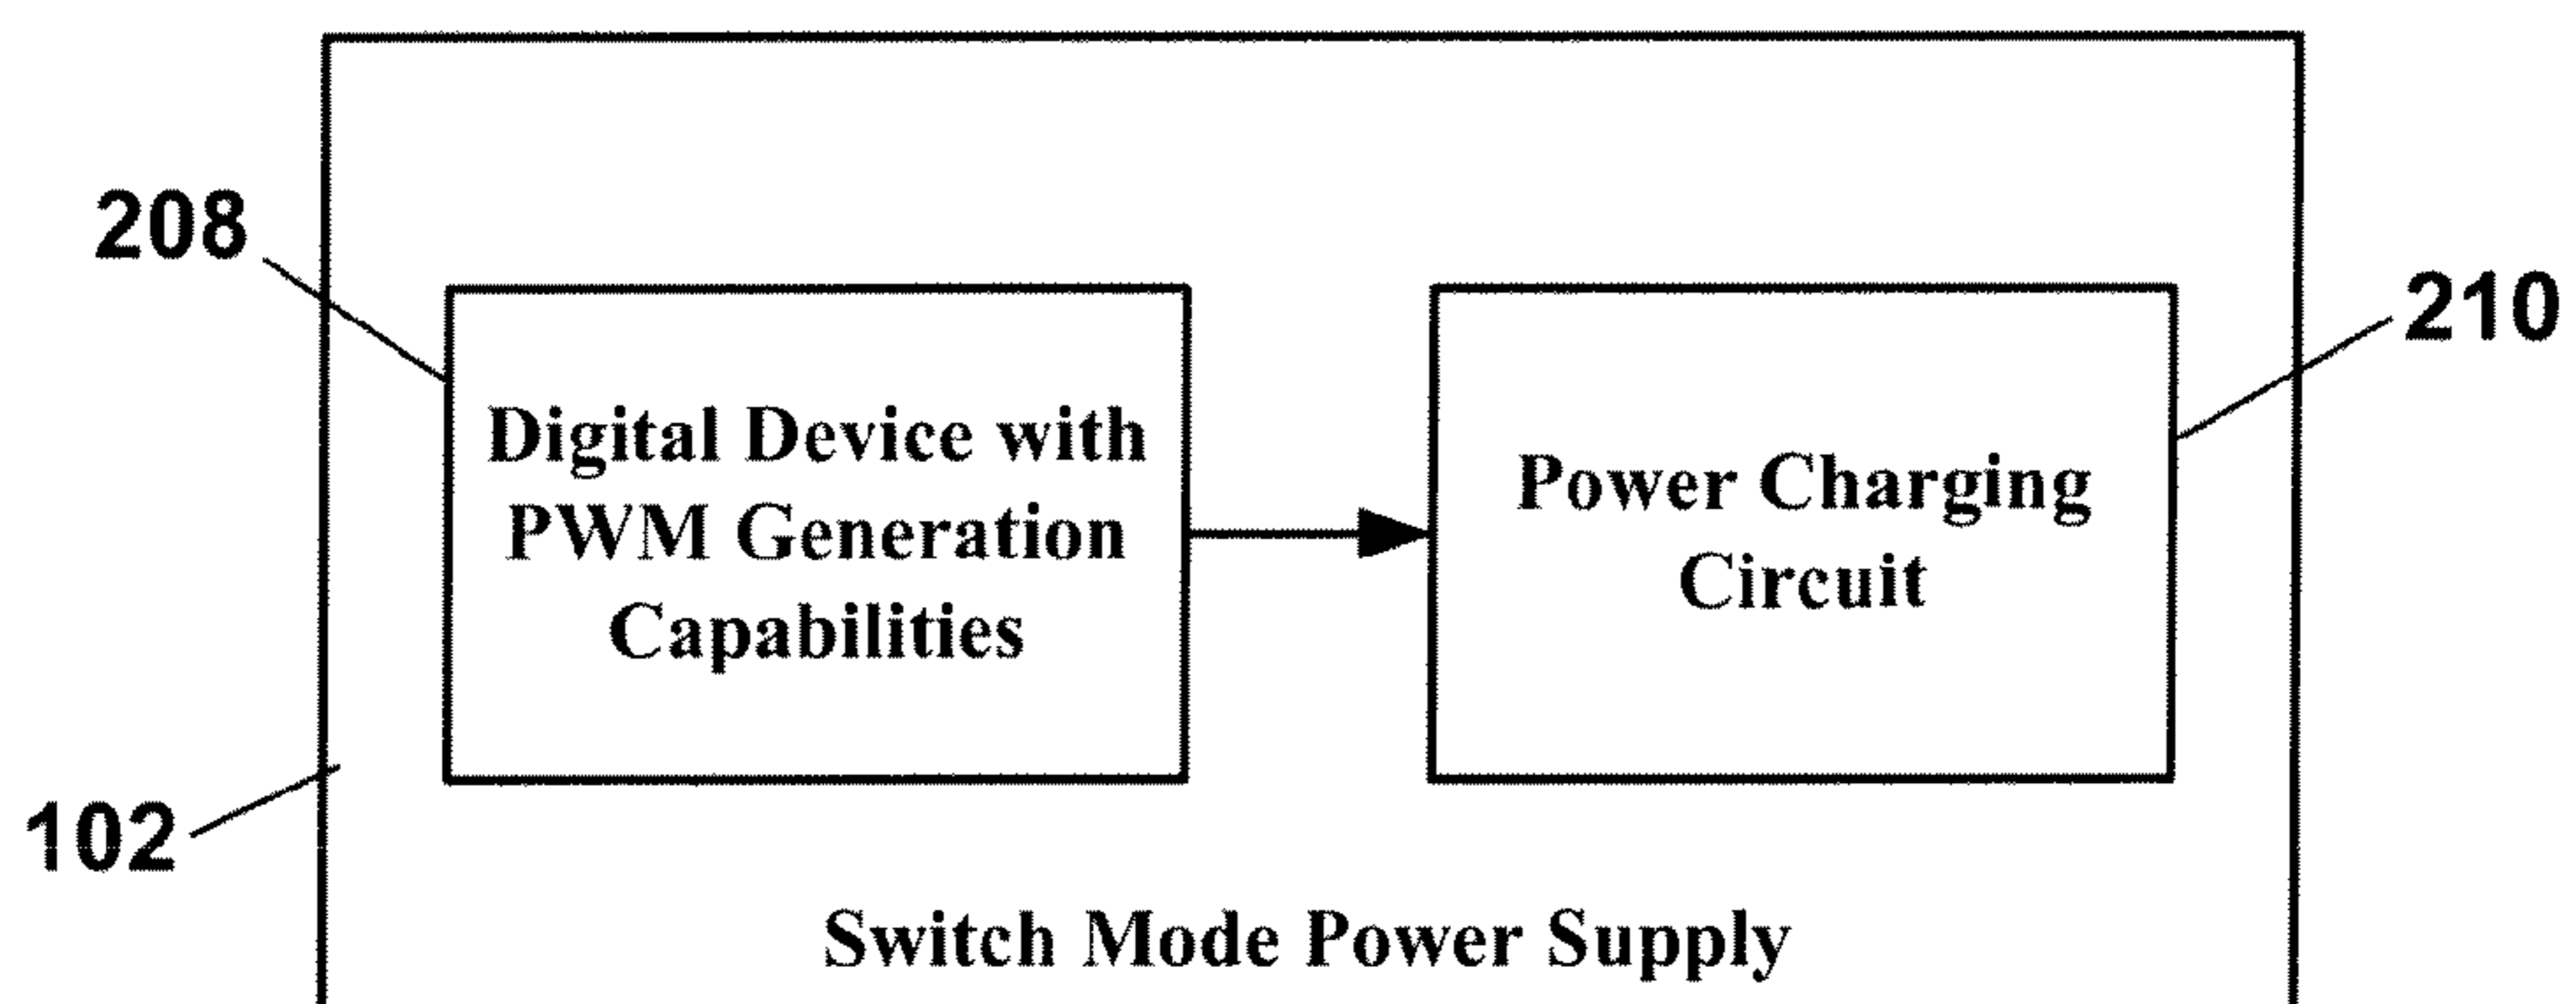 208
210
Digital Device with
PWM Generation
Capabilities
Power Charging
Circuit
102
Switch Mode Power Supply